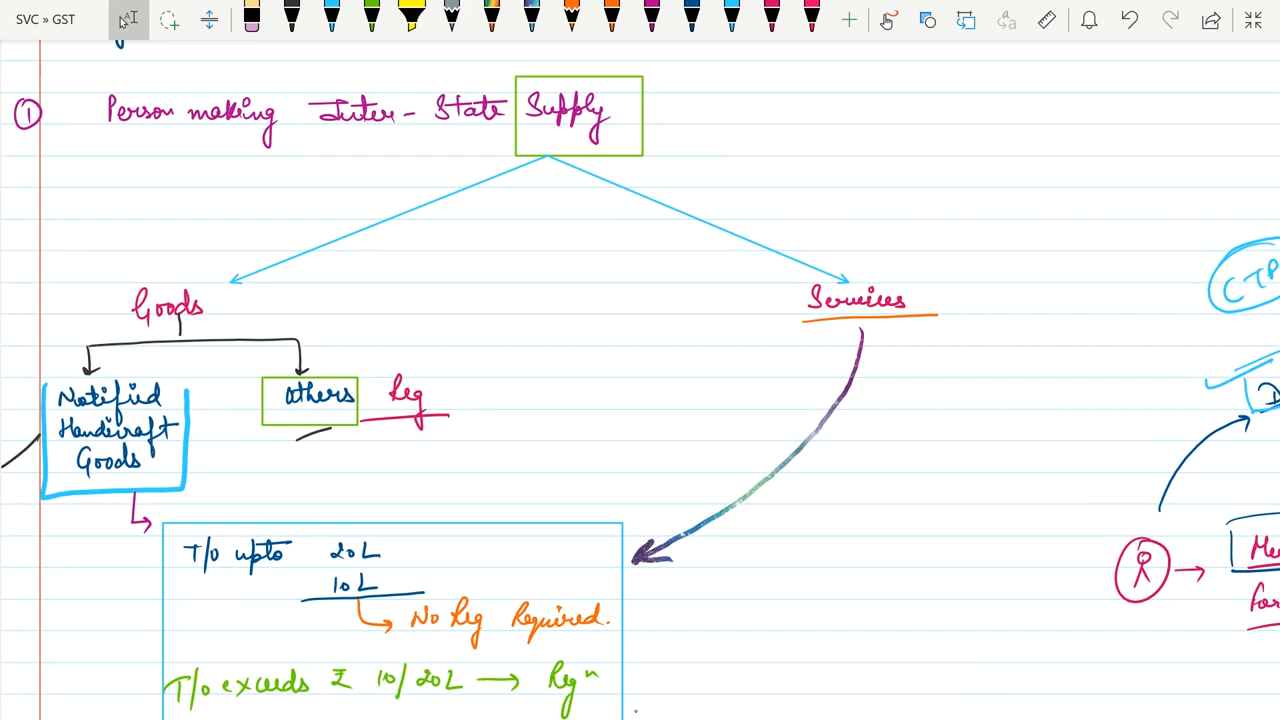 SVC » GST
① Person making Inter-State Supply
Goods
Services
CTP
Notified
Handicraft
Goods
Others Reg
T/O upto 20L
10L
No Reg Required.
T/O exceeds ₹ 10/20L → Regn